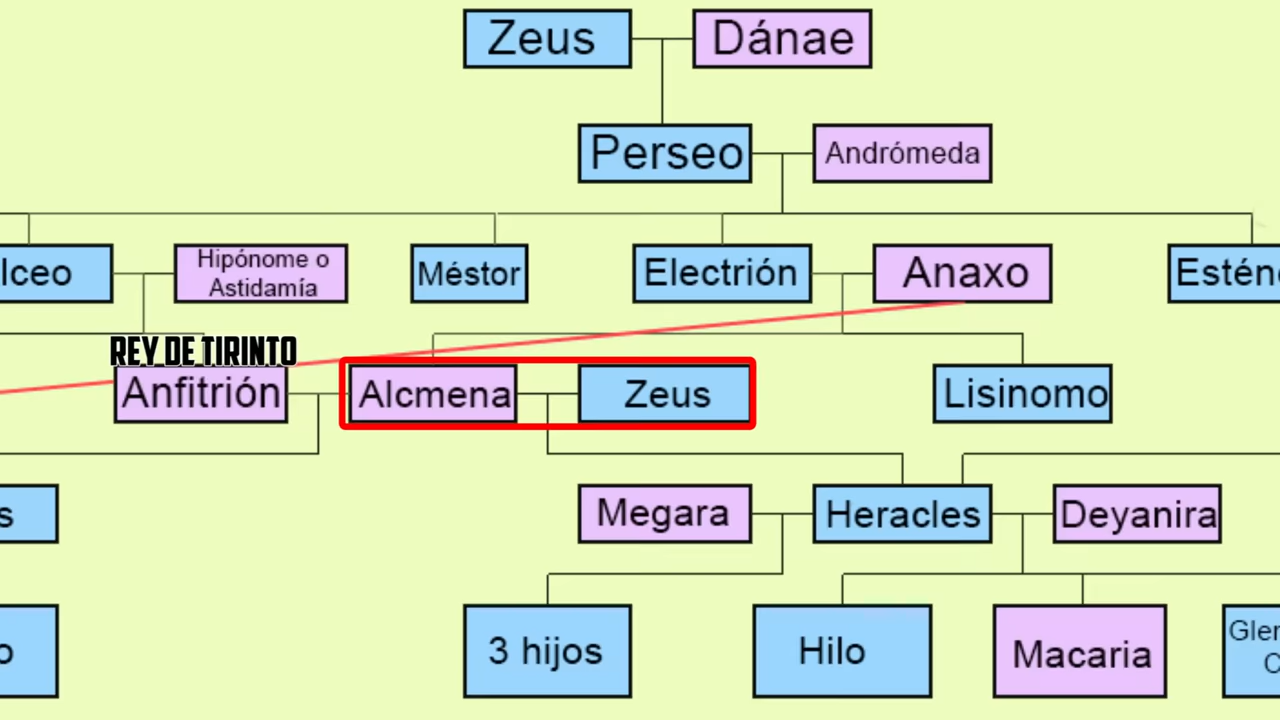 Zeus
Dánae
Perseo
Andrómeda
lceo
Hipónome o
Astidamía
Méstor
Electrión
Anaxo
Estén
REY DE TIRINTO
Anfitrión
Alcmena
Zeus
Lisinomo
s
Megara
Heracles
Deyanira
o
3 hijos
Hilo
Macaria
Gler
C